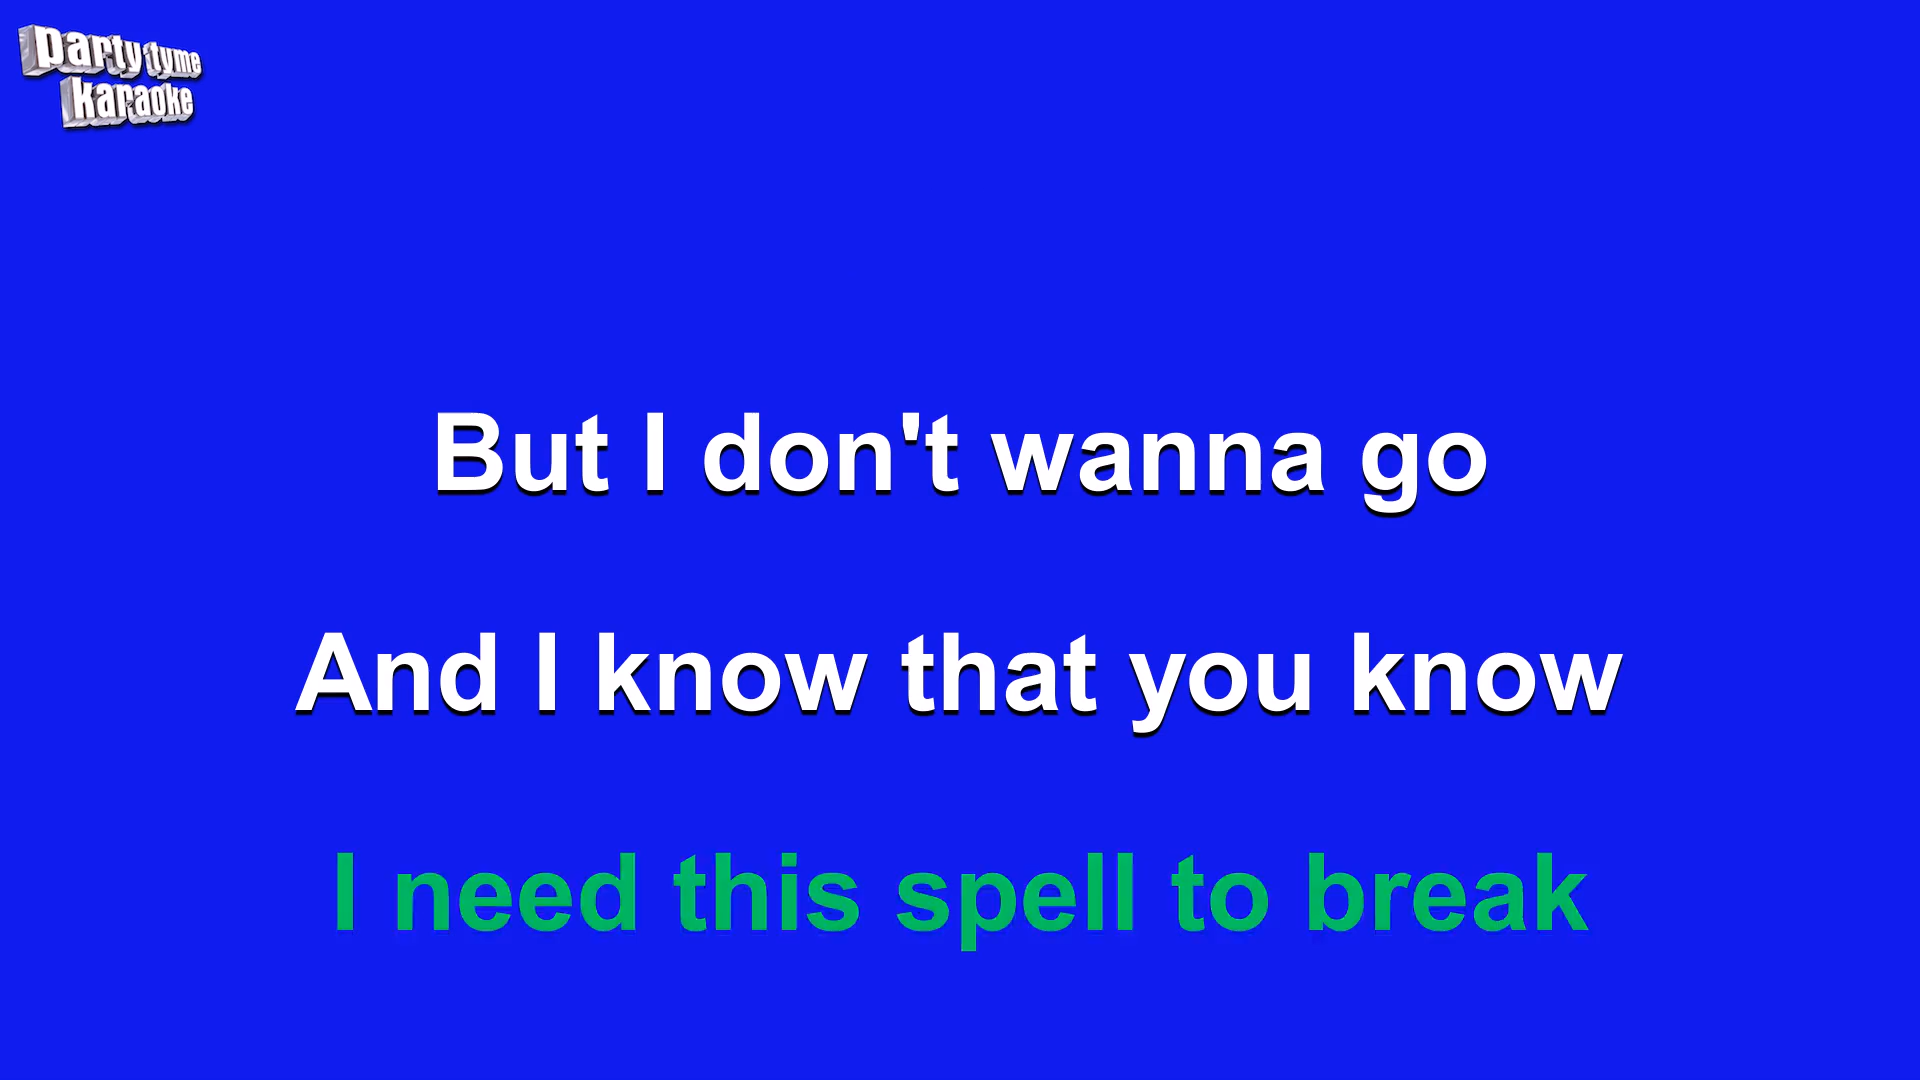 party tyme
karaoke
But I don't wanna go
And I know that you know
I need this spell to break